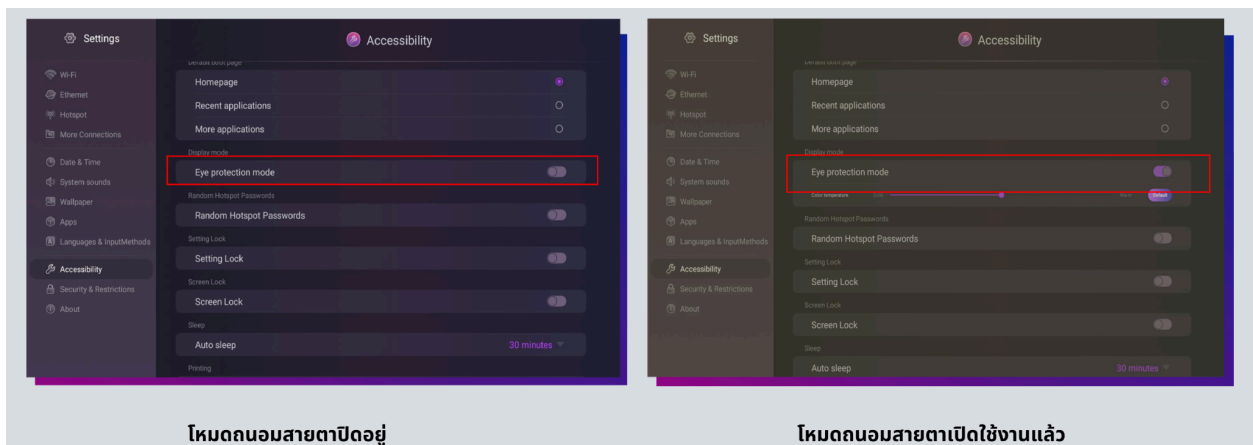 Settings
Accessibility
Wi-Fi
Ethernet
Hotspot
More Connections
Date & Time
System sounds
Wallpaper
Apps
Languages & InputMethods
Accessibility
Security & Restrictions
About
Default boot page
Homepage
Recent applications
More applications
Display mode
Eye protection mode
Random Hotspot Passwords
Random Hotspot Passwords
Setting Lock
Setting Lock
Screen Lock
Screen Lock
Sleep
Auto sleep 30 minutes
Printing
โหมดถนอมสายตาปิดอยู่
Settings
Accessibility
Wi-Fi
Ethernet
Hotspot
More Connections
Date & Time
System sounds
Wallpaper
Apps
Languages & InputMethods
Accessibility
Security & Restrictions
About
Default boot page
Homepage
Recent applications
More applications
Display mode
Eye protection mode
Color temperature Default
Random Hotspot Passwords
Random Hotspot Passwords
Setting Lock
Setting Lock
Screen Lock
Screen Lock
Sleep
Auto sleep 30 minutes
โหมดถนอมสายตาเปิดใช้งานแล้ว